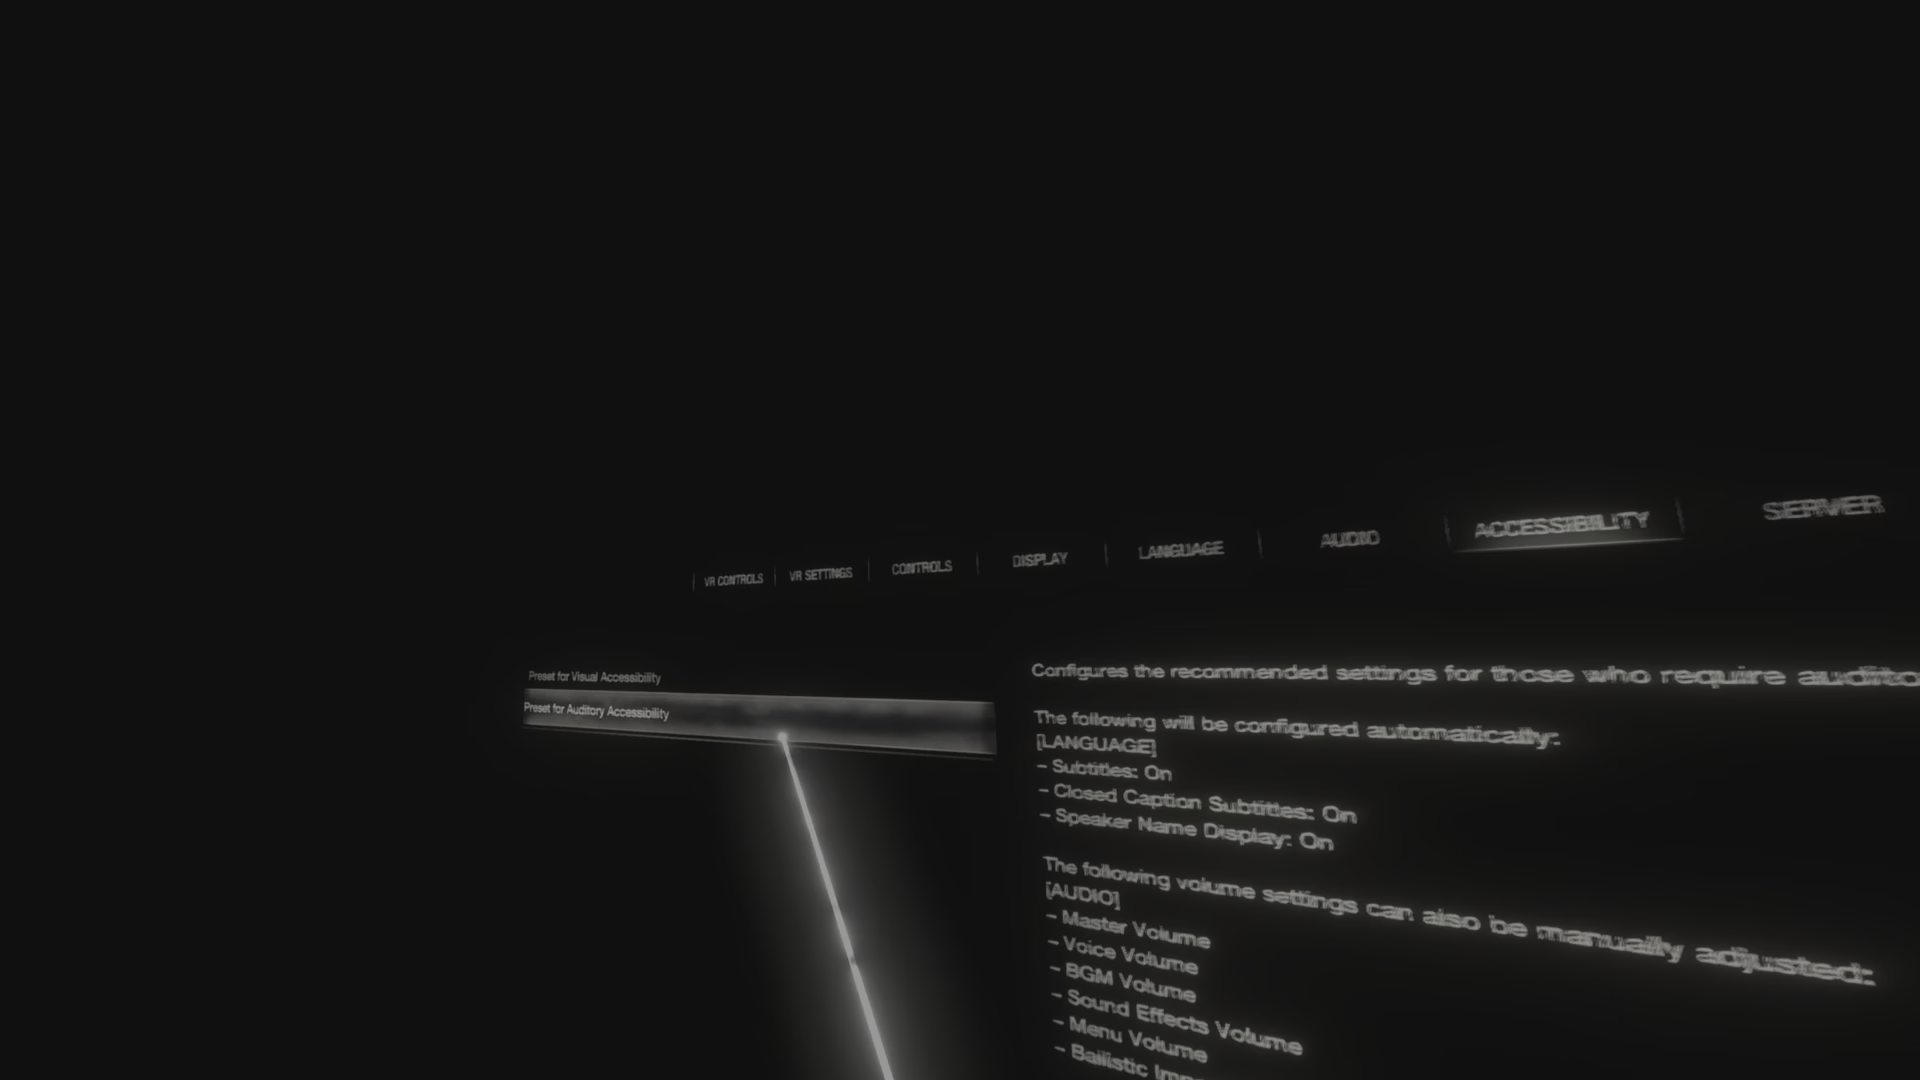 VR CONTROLS
VR SETTINGS
CONTROLS
DISPLAY
LANGUAGE
AUDIO
ACCESSIBILITY
SERVER
Preset for Visual Accessibility
Preset for Auditory Accessibility
Configures the recommended settings for those who require
The following will be configured automatically:
[LANGUAGE]
– Subtitles: On
– Closed Caption Subtitles: On
– Speaker Name Display: On
The following volume settings can also be manually adjusted:
[AUDIO]
– Master Volume
– Voice Volume
– BGM Volume
– Sound Effects Volume
– Menu Volume
– Ballistic